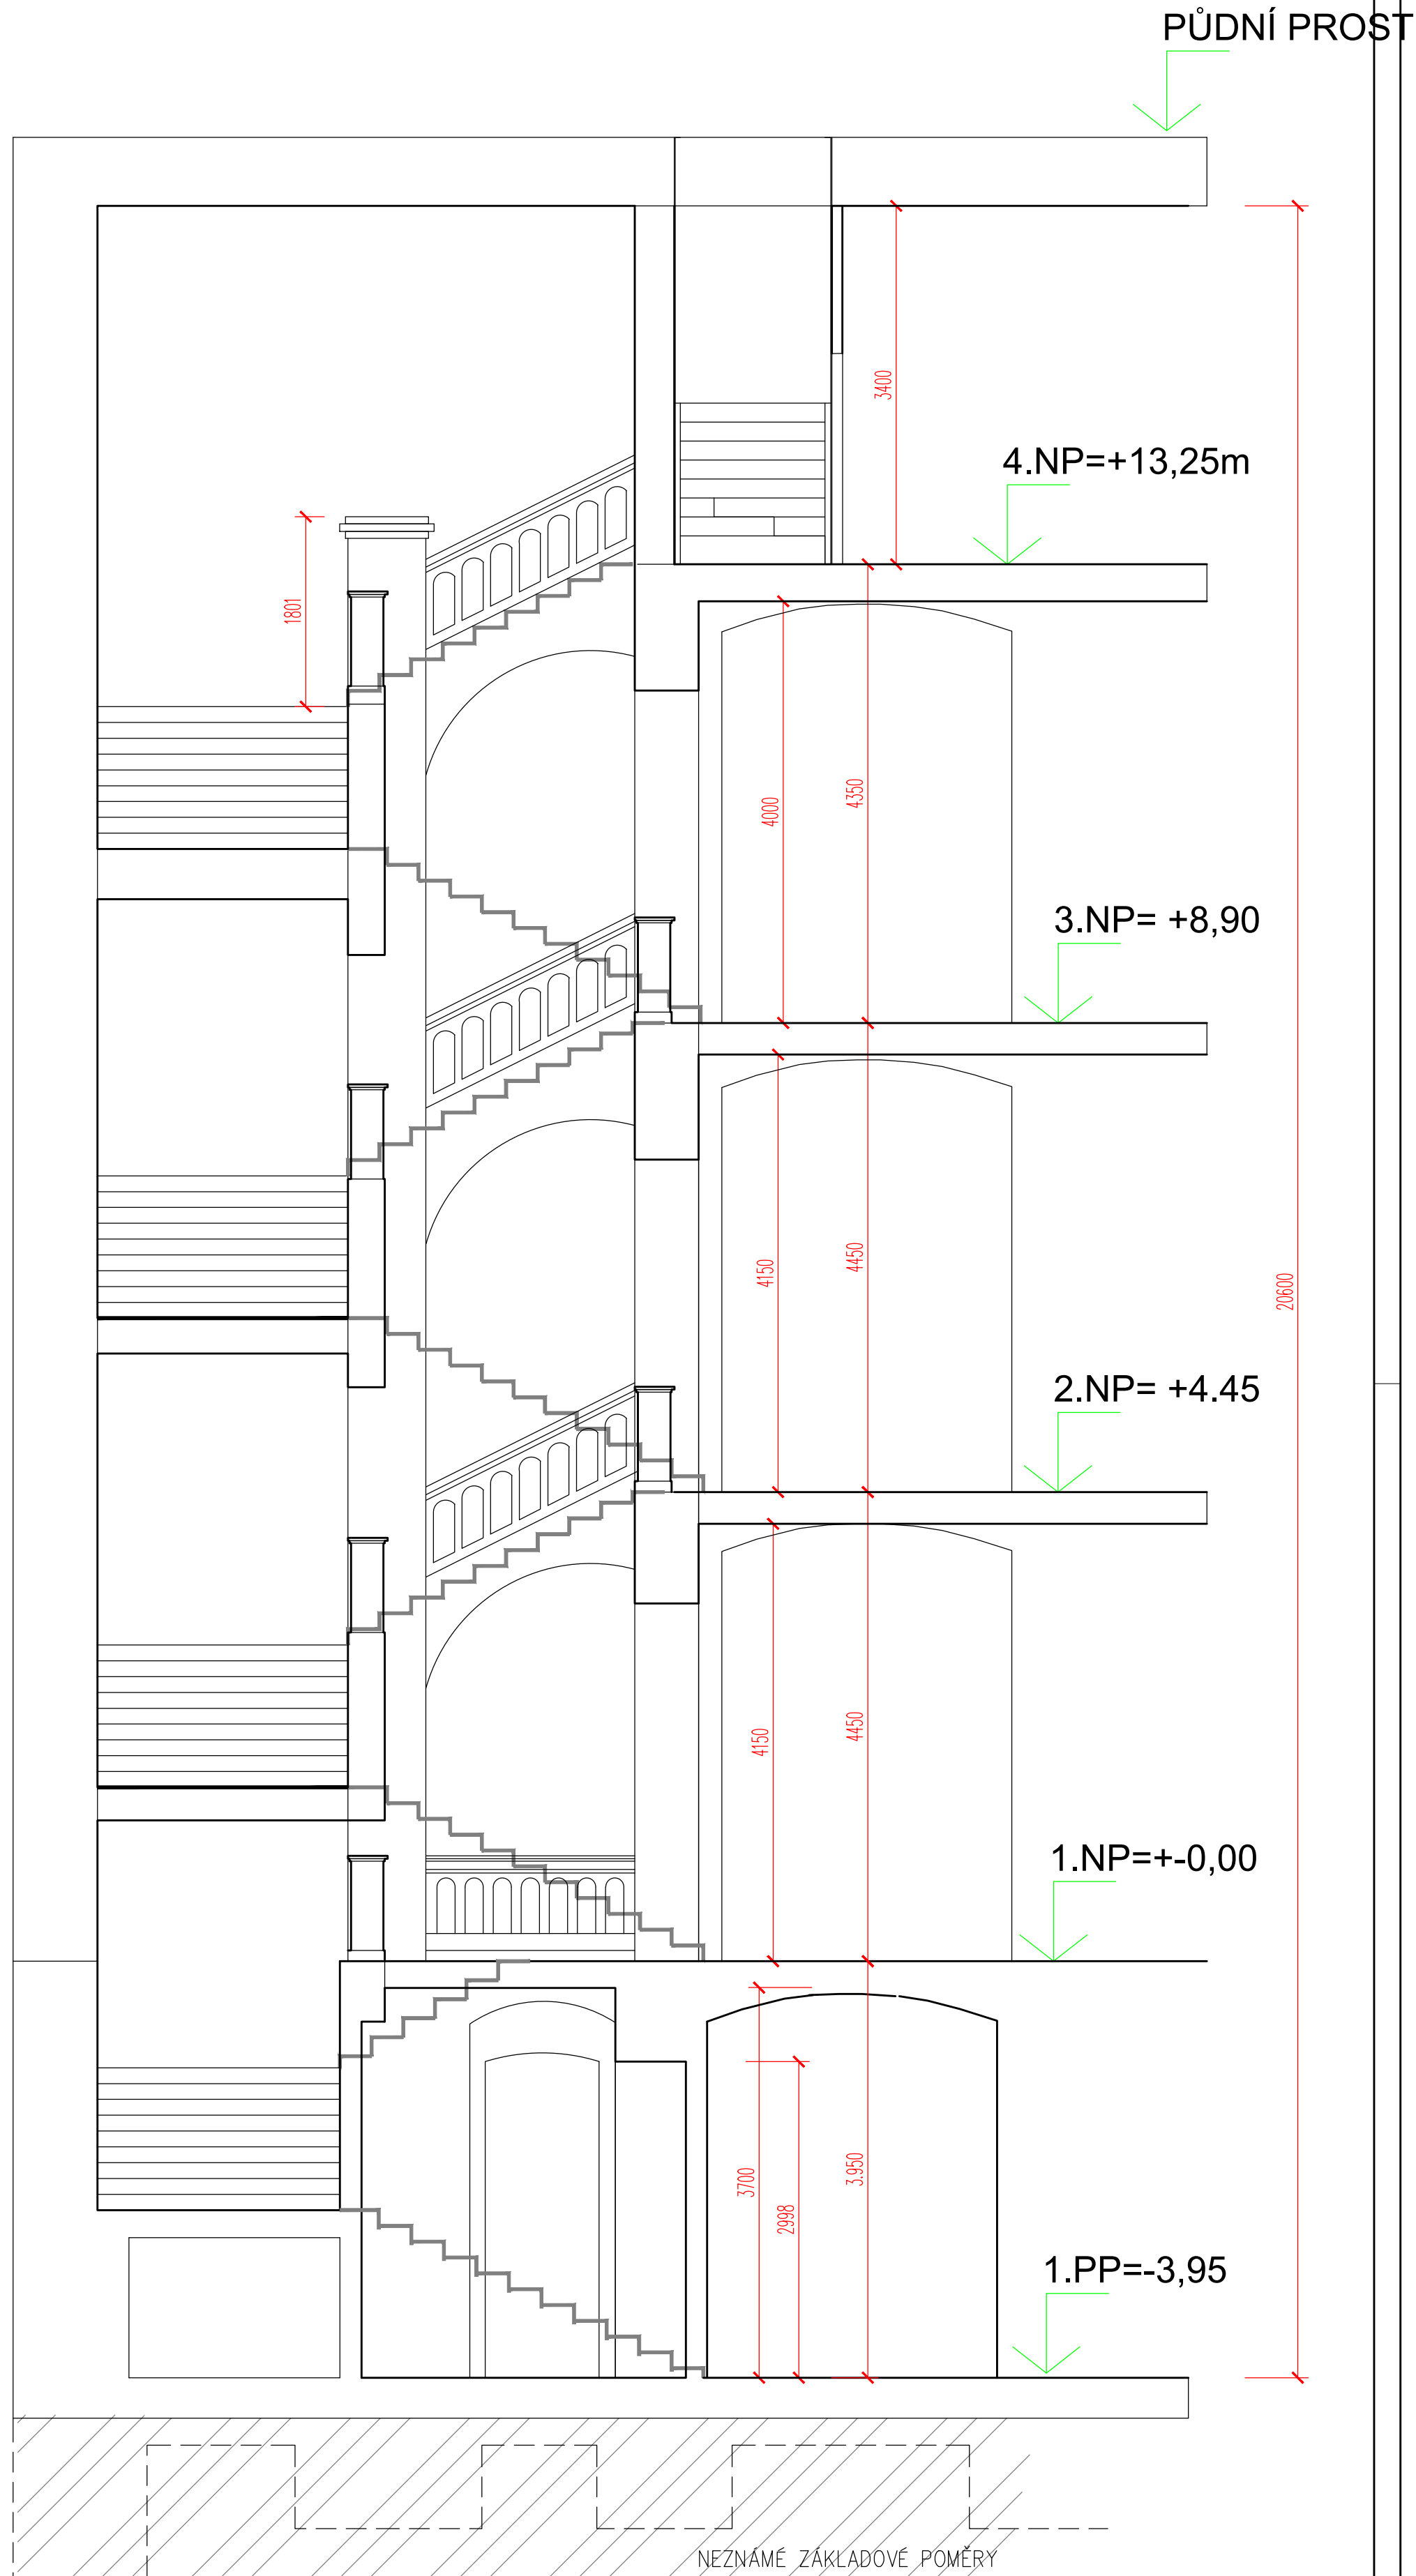 PŮDNÍ PROST
3400
4.NP=+13,25m
1801
4000
4350
3.NP= +8,90
4150
4450
20600
2.NP= +4.45
4150
4450
1.NP=+-0,00
3700
2998
3.950
1.PP=-3,95
NEZNÁMÉ ZÁKLADOVÉ POMĚRY